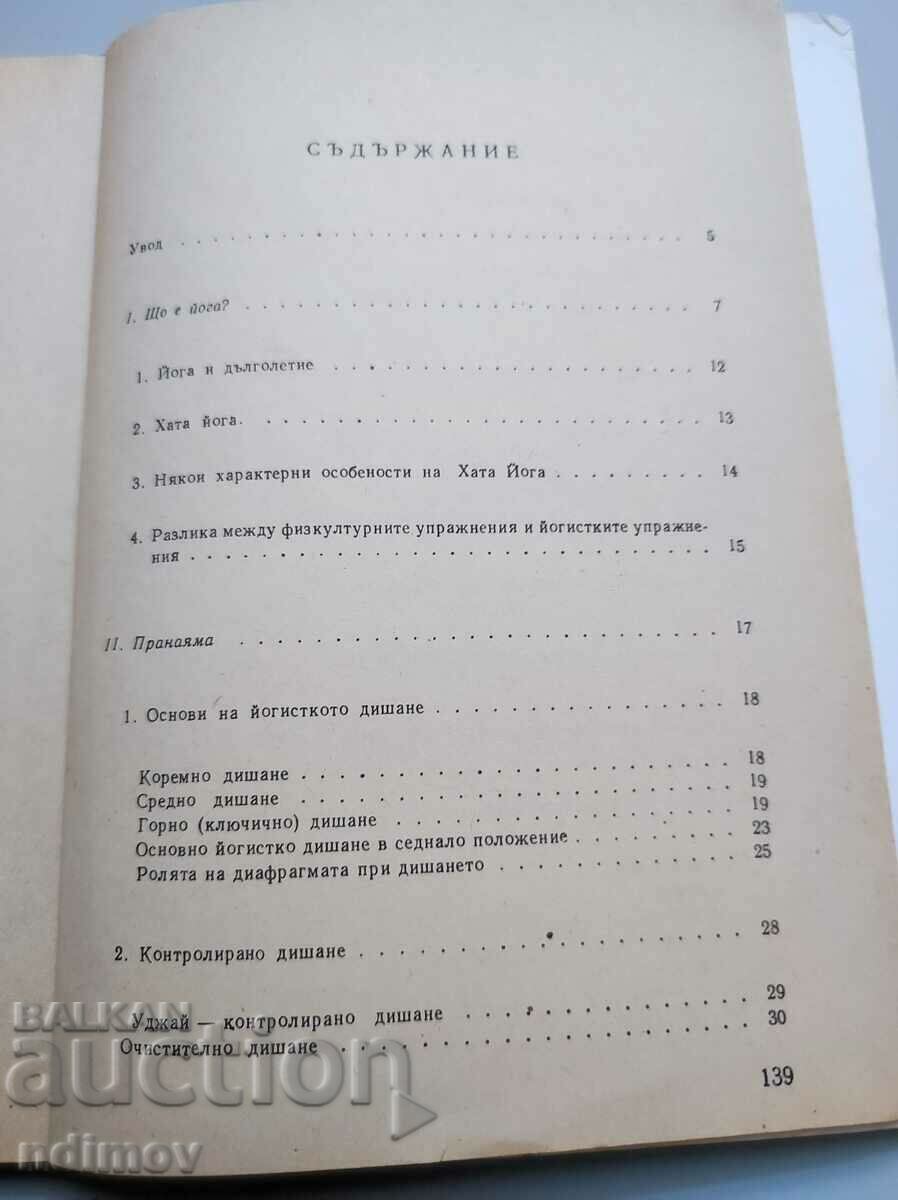 СЪДЪРЖАНИЕ
Увод . . . . . . . . . . . . . . . . . . . . . . . . . . . 5
I. Що е йога? . . . . . . . . . . . . . . . . . . . . . . . 7
1. Йога и дълголетие . . . . . . . . . . . . . . . . . . . 12
2. Хата йога. . . . . . . . . . . . . . . . . . . . . . . 13
3. Някои характерни особености на Хата Йога . . . . . . . . 14
4. Разлика между физкултурните упражнения и йогистките упражне-
ния . . . . . . . . . . . . . . . . . . . . . . . . . . . 15
II. Пранаяма . . . . . . . . . . . . . . . . . . . . . . . 17
1. Основи на йогисткото дишане . . . . . . . . . . . . . . 18
Коремно дишане . . . . . . . . . . . . . . . . . . . . . . 18
Средно дишане . . . . . . . . . . . . . . . . . . . . . . 19
Горно (ключично) дишане . . . . . . . . . . . . . . . . . 19
Основно йогистко дишане в седнало положение . . . . . . . . 23
Ролята на диафрагмата при дишането . . . . . . . . . . . . 25
2. Контролирано дишане . . . . . . . . . . . . . . . . . . 28
Уджай — контролирано дишане . . . . . . . . . . . . . . . 29
Очистително дишане . . . . . . . . . . . . . . . . . . . . 30
139
BALKAN
auction
ndimov